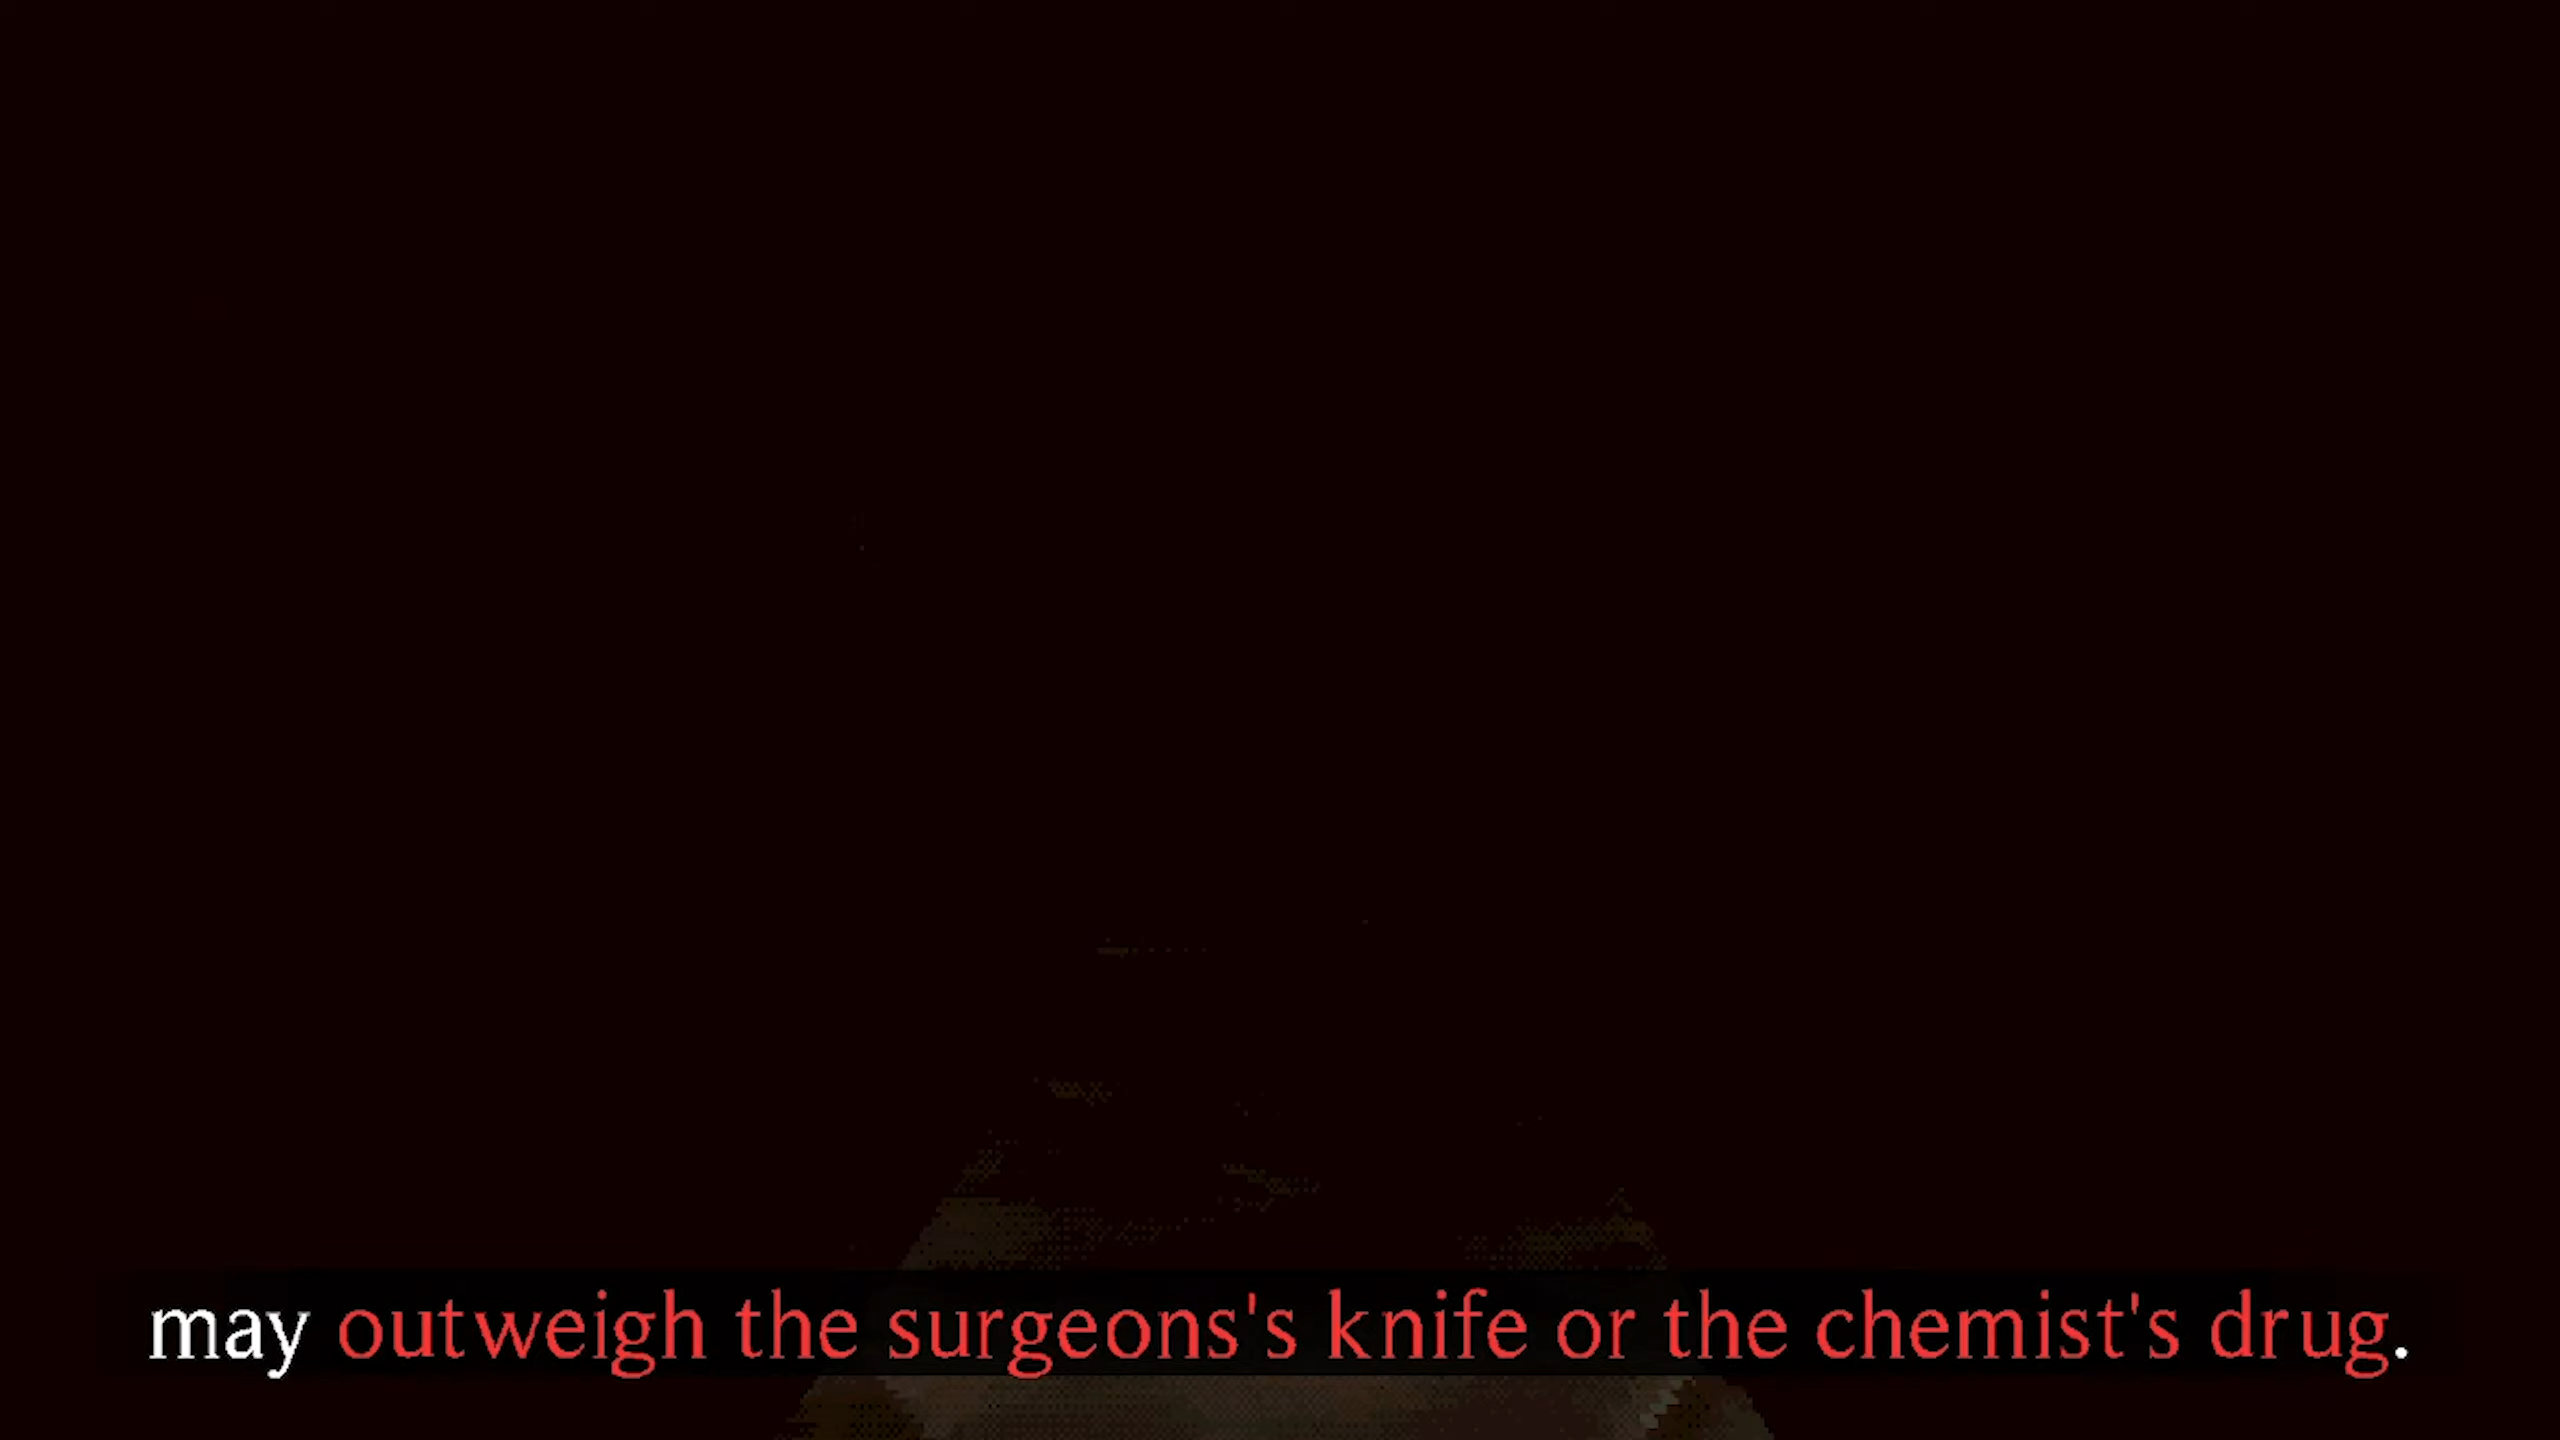 may outweigh the surgeons's knife or the chemist's drug.